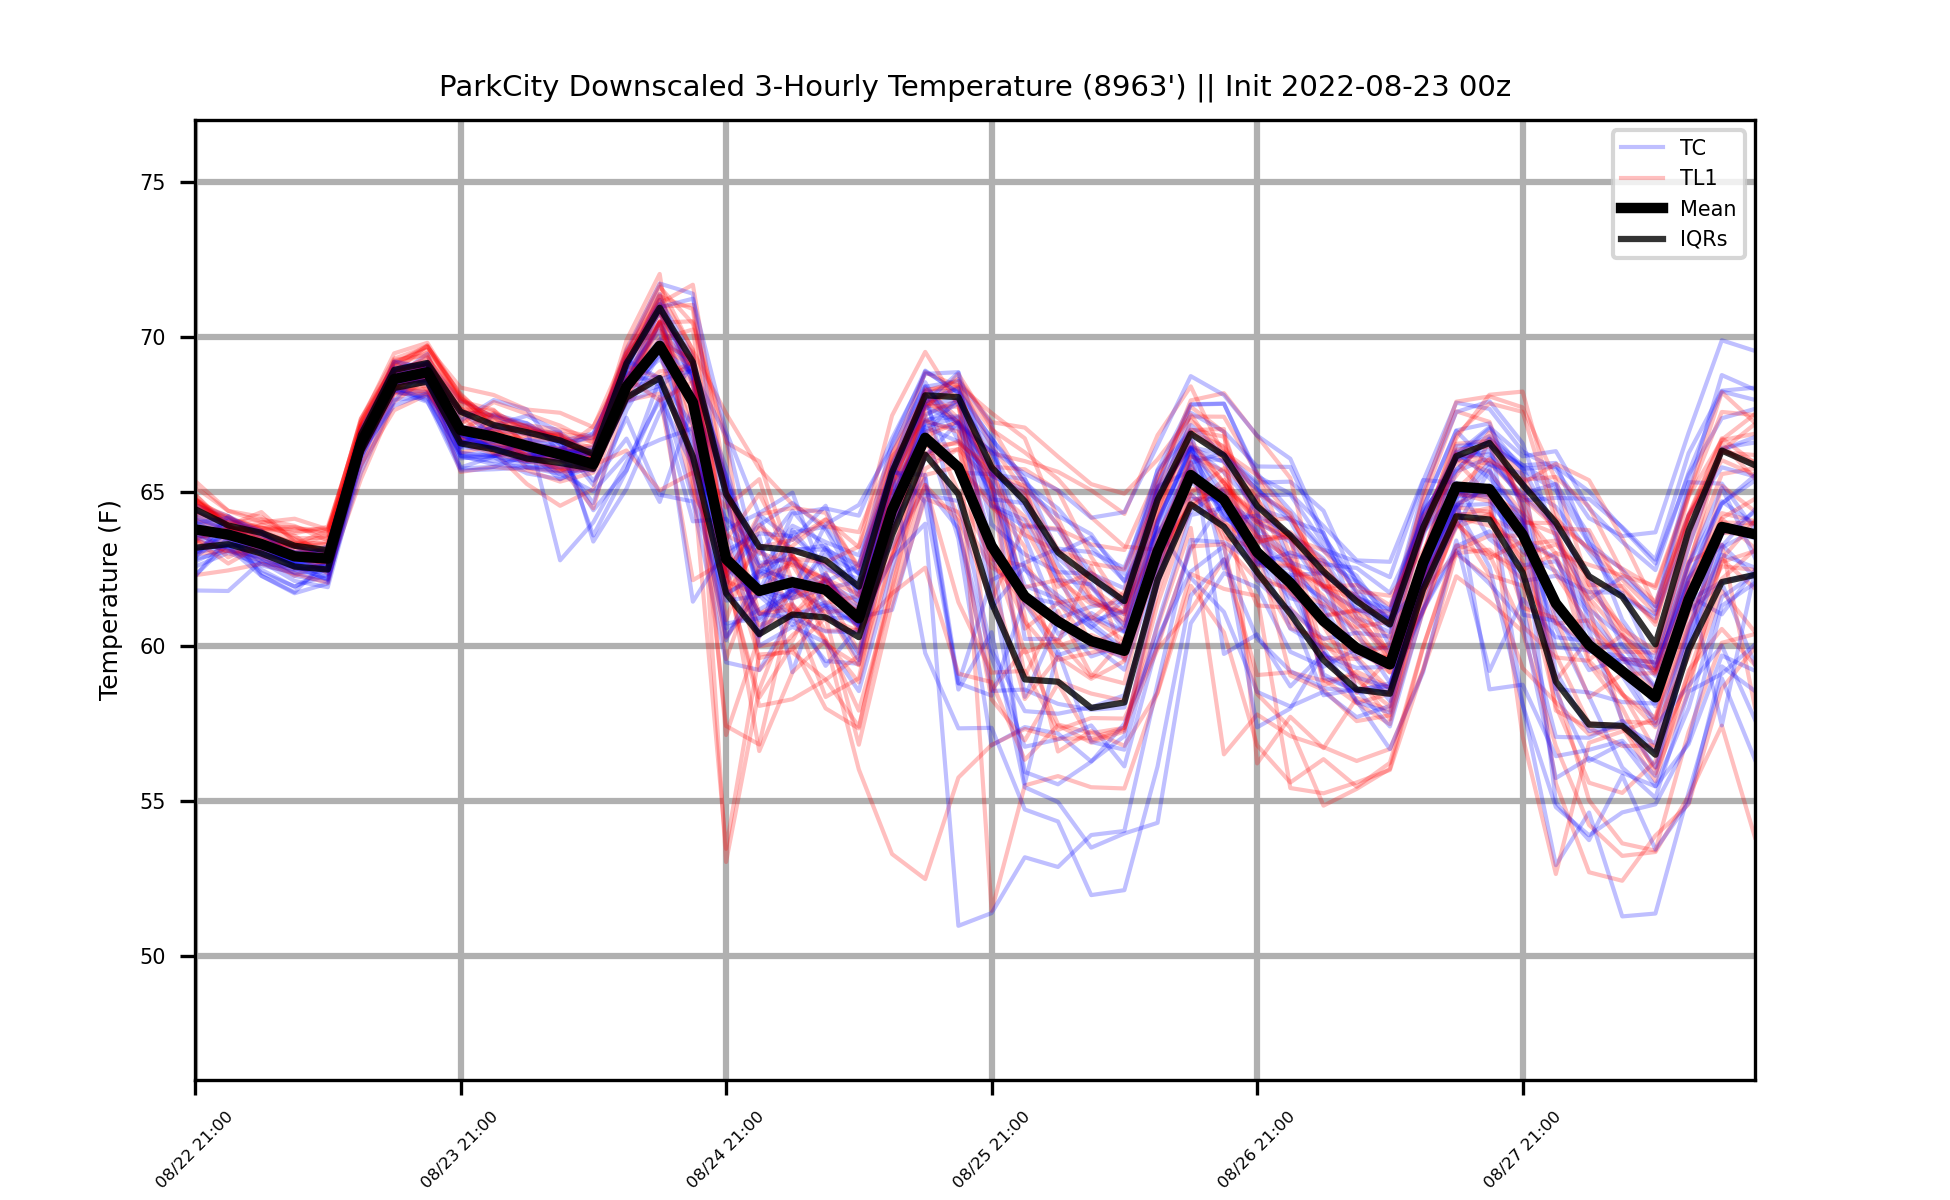 ParkCity Downscaled 3-Hourly Temperature (8963') || Init 2022-08-23 00z
TC
TL1
Mean
IQRs
Temperature (F)
75
70
65
60
55
50
08/22 21:00
08/23 21:00
08/24 21:00
08/25 21:00
08/26 21:00
08/27 21:00